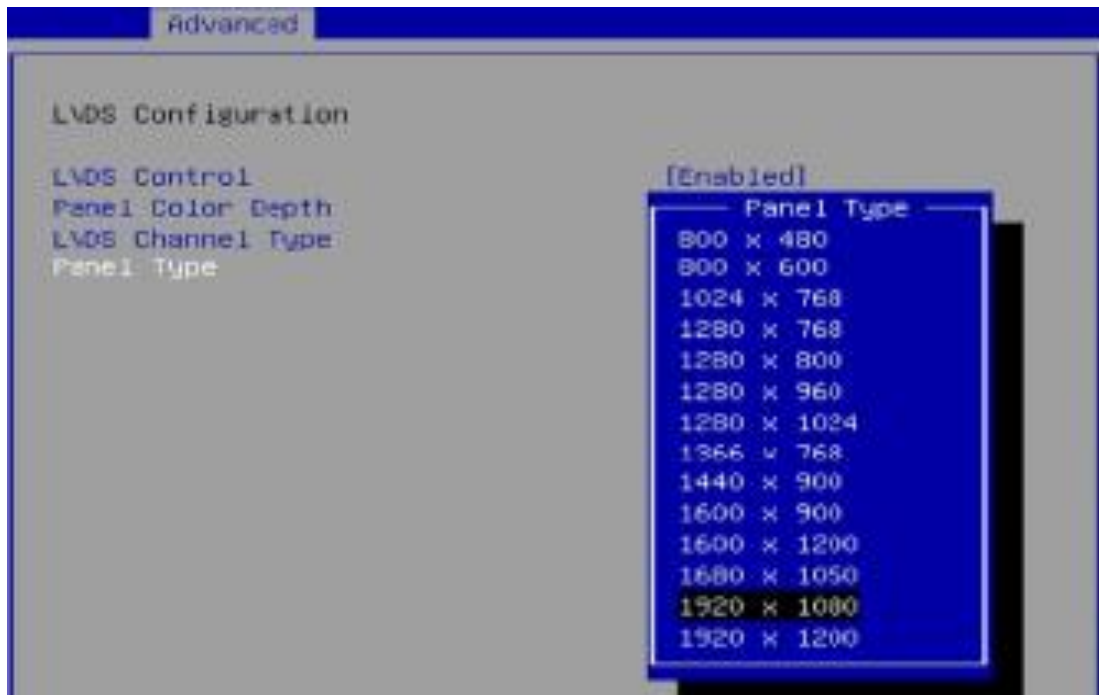 Advanced
LVDS Configuration
LVDS Control [Enabled]
Panel Color Depth
LVDS Channel Type
Panel Type
Panel Type
800 x 480
800 x 600
1024 x 768
1280 x 768
1280 x 800
1280 x 960
1280 x 1024
1366 x 768
1440 x 900
1600 x 900
1600 x 1200
1680 x 1050
1920 x 1080
1920 x 1200